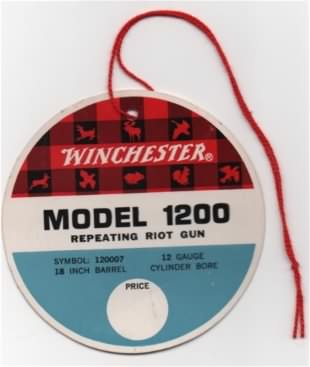 WINCHESTER®
MODEL 1200
REPEATING RIOT GUN
SYMBOL: 120007 12 GAUGE
18 INCH BARREL CYLINDER BORE
PRICE